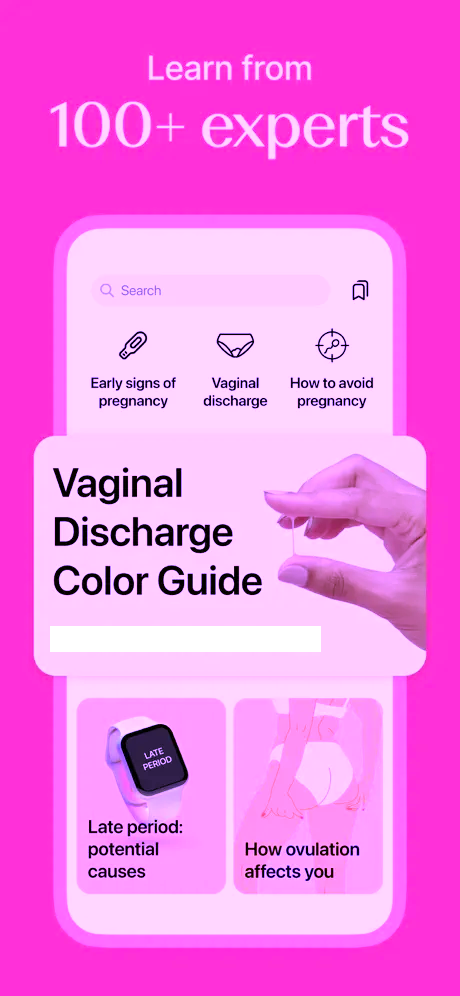 Learn from
100+ experts
Search
Early signs of
pregnancy
Vaginal
discharge
How to avoid
pregnancy
Vaginal
Discharge
Color Guide
LATE
PERIOD
Late period:
potential
causes
How ovulation
affects you